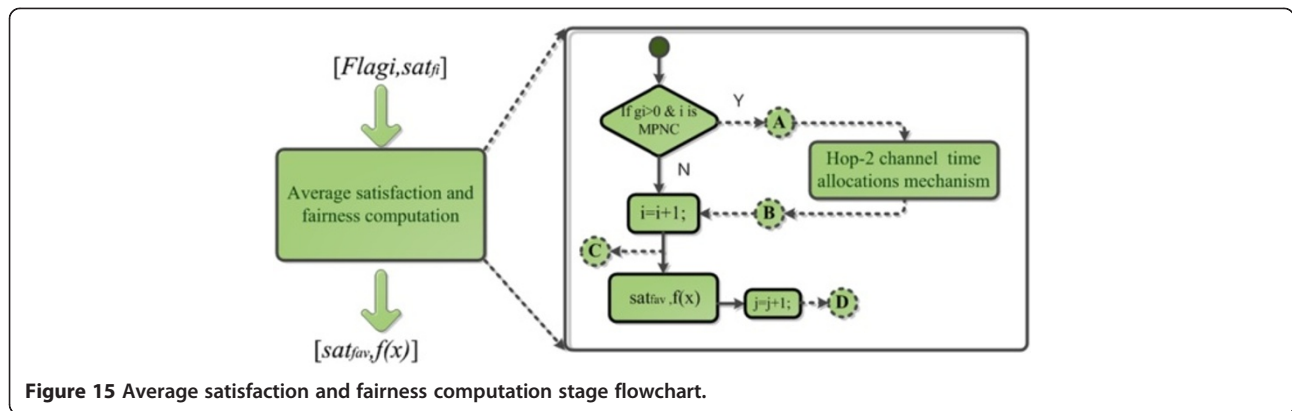 [Flagi,satfi]
Average satisfaction and
fairness computation
[satfav,f(x)]
If gi>0 & i is
MPNC
Y
A
Hop-2 channel time
allocations mechanism
N
i=i+1;
B
C
satfav,f(x)
j=j+1;
D
Figure 15 Average satisfaction and fairness computation stage flowchart.